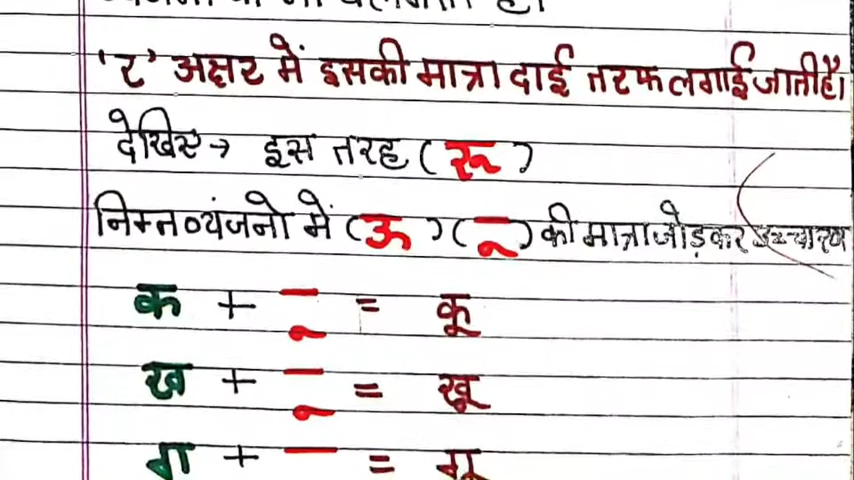 'र' अक्षर में इसकी मात्रा दाई तरफ लगाई जाती है।
देखिए → इस तरह (रू)
निम्न व्यंजनो में (ऊ) ( ू) की मात्रा जोड़कर
क + ू = कू
ख + ू = खू
ग + = गू